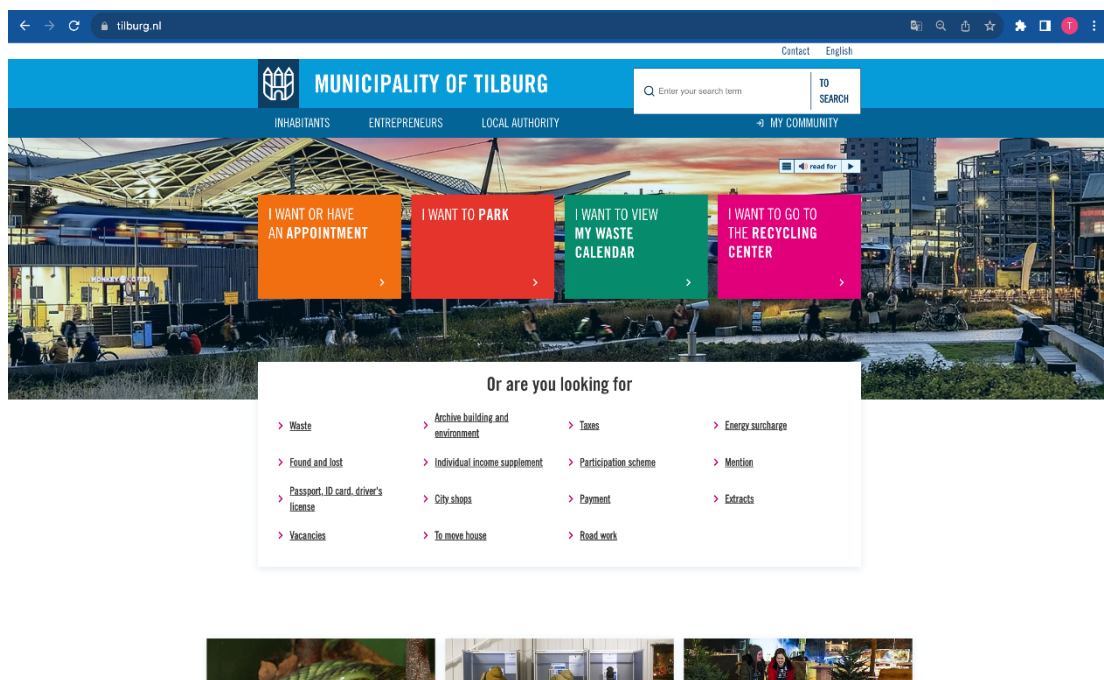 tilburg.nl
T
Contact English
MUNICIPALITY OF TILBURG
Enter your search term
TO
SEARCH
INHABITANTS ENTREPRENEURS LOCAL AUTHORITY MY COMMUNITY
read for
I WANT OR HAVE
AN APPOINTMENT
I WANT TO PARK
I WANT TO VIEW
MY WASTE
CALENDAR
I WANT TO GO TO
THE RECYCLING
CENTER
MONKEY COFFEE
Or are you looking for
Waste
Archive building and
environment
Taxes
Energy surcharge
Found and lost
Individual income supplement
Participation scheme
Mention
Passport, ID card, driver's
license
City shops
Payment
Extracts
Vacancies
To move house
Road work